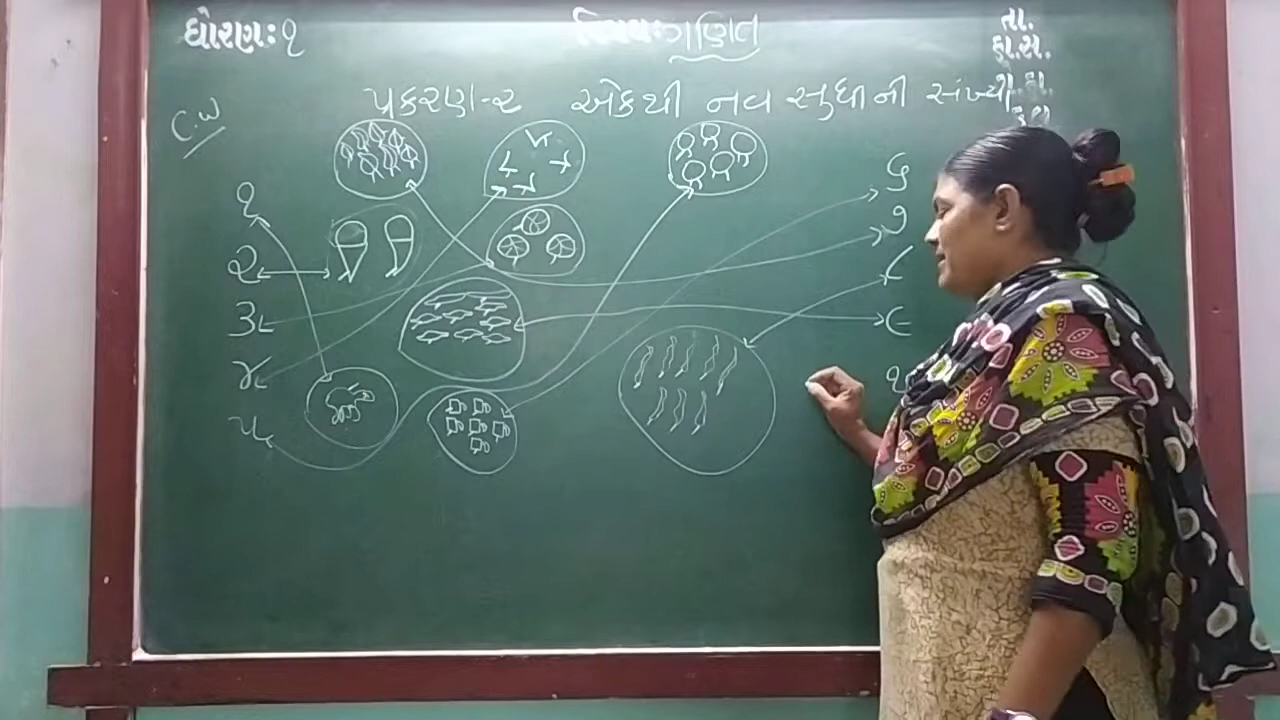 ધોરણઃ ૧
વિષયઃ ગણિત
તા.
હા.સં.
C.W
પ્રકરણ-૨ એકથી નવ સુધાની સંખ્યા
૧
૨
૩
૪
૫
૬
૭
૮
૯